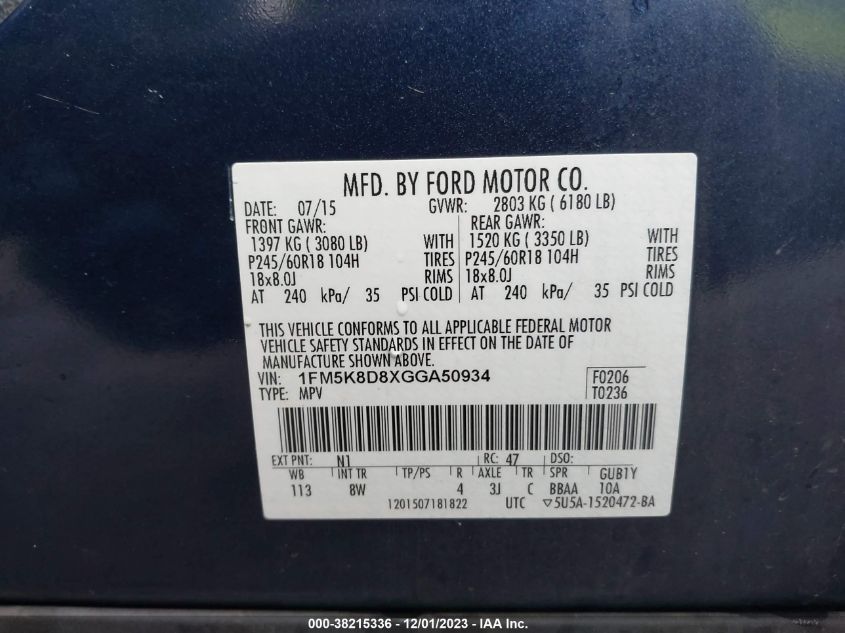 MFD. BY FORD MOTOR CO.
DATE: 07/15 GVWR: 2803 KG ( 6180 LB)
FRONT GAWR: REAR GAWR:
1397 KG ( 3080 LB) WITH 1520 KG ( 3350 LB) WITH
P245/60R18 104H TIRES P245/60R18 104H TIRES
18x8.0J RIMS 18x8.0J RIMS
AT 240 kPa/ 35 PSI COLD AT 240 kPa/ 35 PSI COLD
THIS VEHICLE CONFORMS TO ALL APPLICABLE FEDERAL MOTOR
VEHICLE SAFETY STANDARDS IN EFFECT ON THE DATE OF
MANUFACTURE SHOWN ABOVE.
VIN: 1FM5K8D8XGGA50934 F0206
TYPE: MPV T0236
EXT PNT: N1 RC: 47 DSO:
WB INT TR TP/PS R AXLE TR SPR GUB1Y
113 8W 4 3J C BBAA 10A
1201507181822 UTC ▽5U5A-1520472-BA
000-38215336 - 12/01/2023 - IAA Inc.